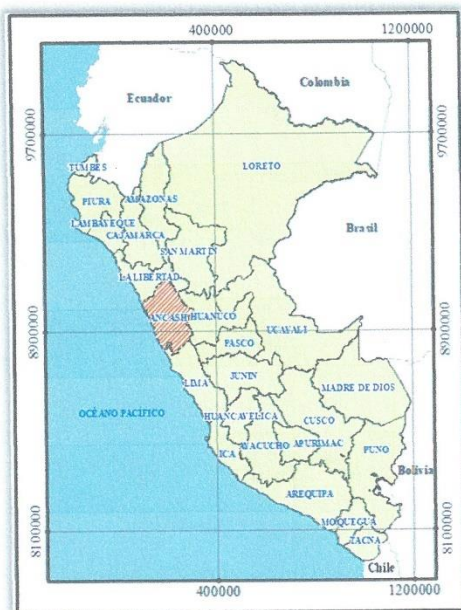 400000
1200000
Colombia
Ecuador
9700000
9700000
LORETO
TUMBES
PIURA
AMAZONAS
LAMBAYEQUE
CAJAMARCA
Brasil
SAN MARTIN
LA LIBERTAD
ANCASH
HUANUCO
UCAYALI
8900000
8900000
PASCO
LIMA
JUNIN
MADRE DE DIOS
OCÉANO PACÍFICO
HUANCAVELICA
CUSCO
ICA
AYACUCHO
APURIMAC
PUNO
Bolivia
AREQUIPA
MOQUEGUA
8100000
8100000
TACNA
Chile
400000
1200000